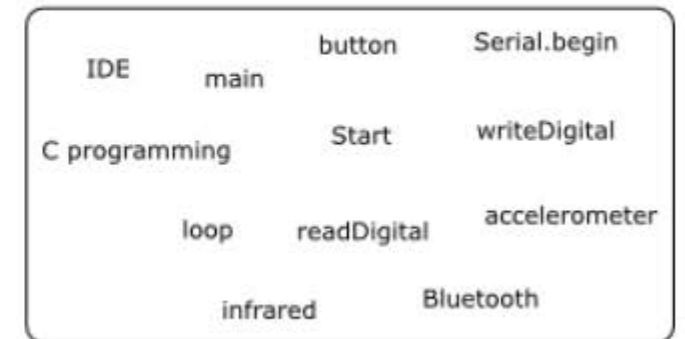 button
Serial.begin
IDE
main
Start
writeDigital
C programming
loop
readDigital
accelerometer
infrared
Bluetooth